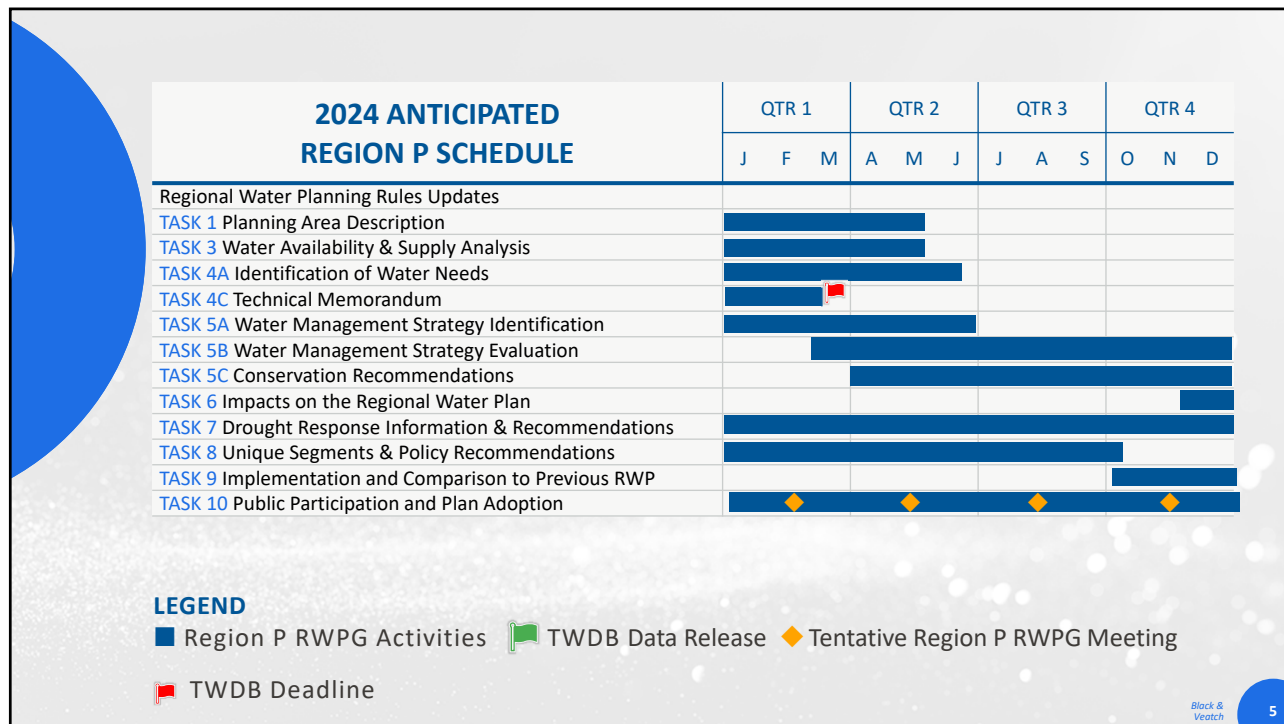 2024 ANTICIPATED
REGION P SCHEDULE
QTR 1 QTR 2 QTR 3 QTR 4
J F M A M J J A S O N D
Regional Water Planning Rules Updates
TASK 1 Planning Area Description
TASK 3 Water Availability & Supply Analysis
TASK 4A Identification of Water Needs
TASK 4C Technical Memorandum
TASK 5A Water Management Strategy Identification
TASK 5B Water Management Strategy Evaluation
TASK 5C Conservation Recommendations
TASK 6 Impacts on the Regional Water Plan
TASK 7 Drought Response Information & Recommendations
TASK 8 Unique Segments & Policy Recommendations
TASK 9 Implementation and Comparison to Previous RWP
TASK 10 Public Participation and Plan Adoption
LEGEND
Region P RWPG Activities TWDB Data Release Tentative Region P RWPG Meeting
TWDB Deadline
Black &
Veatch
5